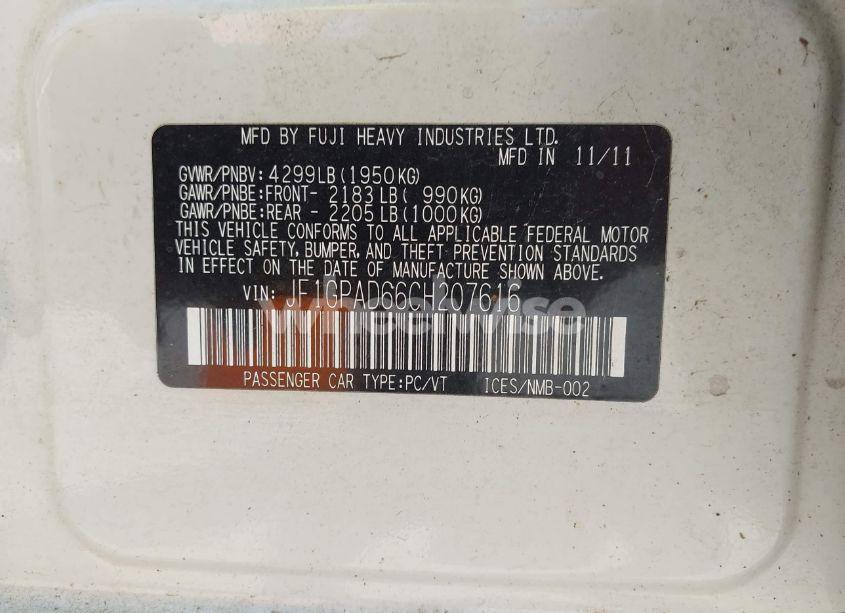 MFD BY FUJI HEAVY INDUSTRIES LTD.
MFD IN 11/11
GVWR/PNBV: 4299LB(1950KG)
GAWR/PNBE:FRONT- 2183LB( 990KG)
GAWR/PNBE:REAR - 2205LB(1000KG)
THIS VEHICLE CONFORMS TO ALL APPLICABLE FEDERAL MOTOR
VEHICLE SAFETY, BUMPER, AND THEFT PREVENTION STANDARDS
IN EFFECT ON THE DATE OF MANUFACTURE SHOWN ABOVE.
VIN: JF1GPAD66CH207616
wheelwise
PASSENGER CAR TYPE:PC/VT ICES/NMB-002